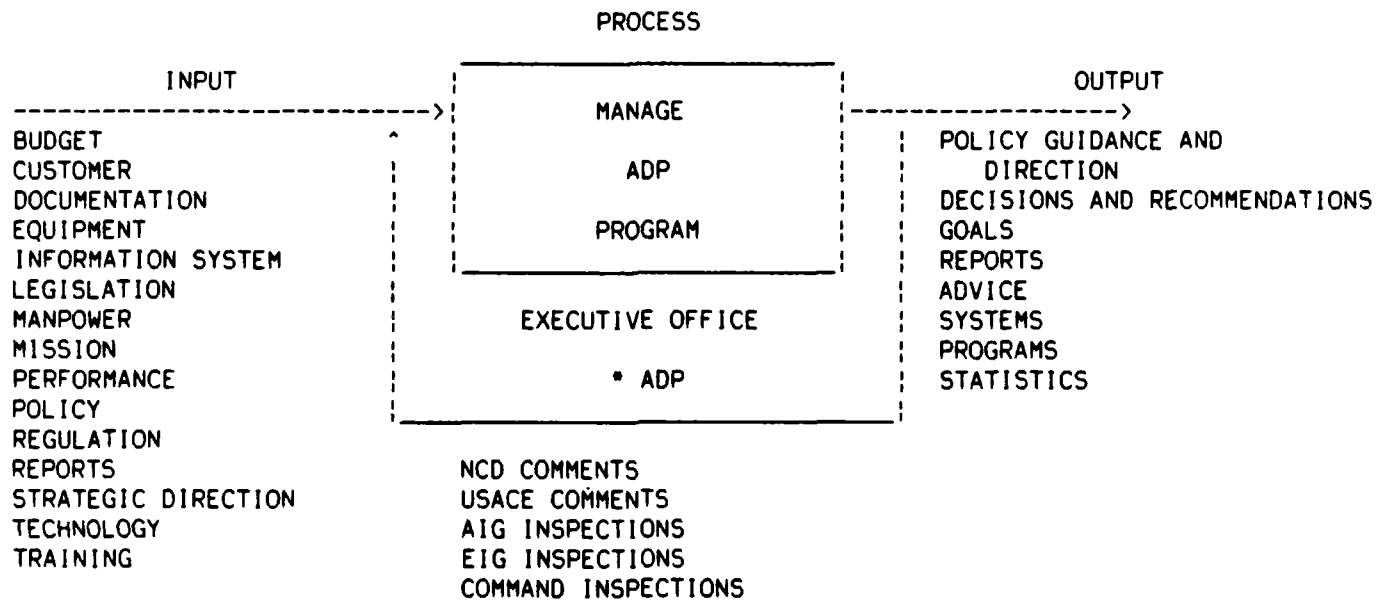 PROCESS
INPUT
OUTPUT
MANAGE
ADP
PROGRAM
EXECUTIVE OFFICE
* ADP
BUDGET
CUSTOMER
DOCUMENTATION
EQUIPMENT
INFORMATION SYSTEM
LEGISLATION
MANPOWER
MISSION
PERFORMANCE
POLICY
REGULATION
REPORTS
STRATEGIC DIRECTION
TECHNOLOGY
TRAINING
NCD COMMENTS
USACE COMMENTS
AIG INSPECTIONS
EIG INSPECTIONS
COMMAND INSPECTIONS
POLICY GUIDANCE AND
DIRECTION
DECISIONS AND RECOMMENDATIONS
GOALS
REPORTS
ADVICE
SYSTEMS
PROGRAMS
STATISTICS